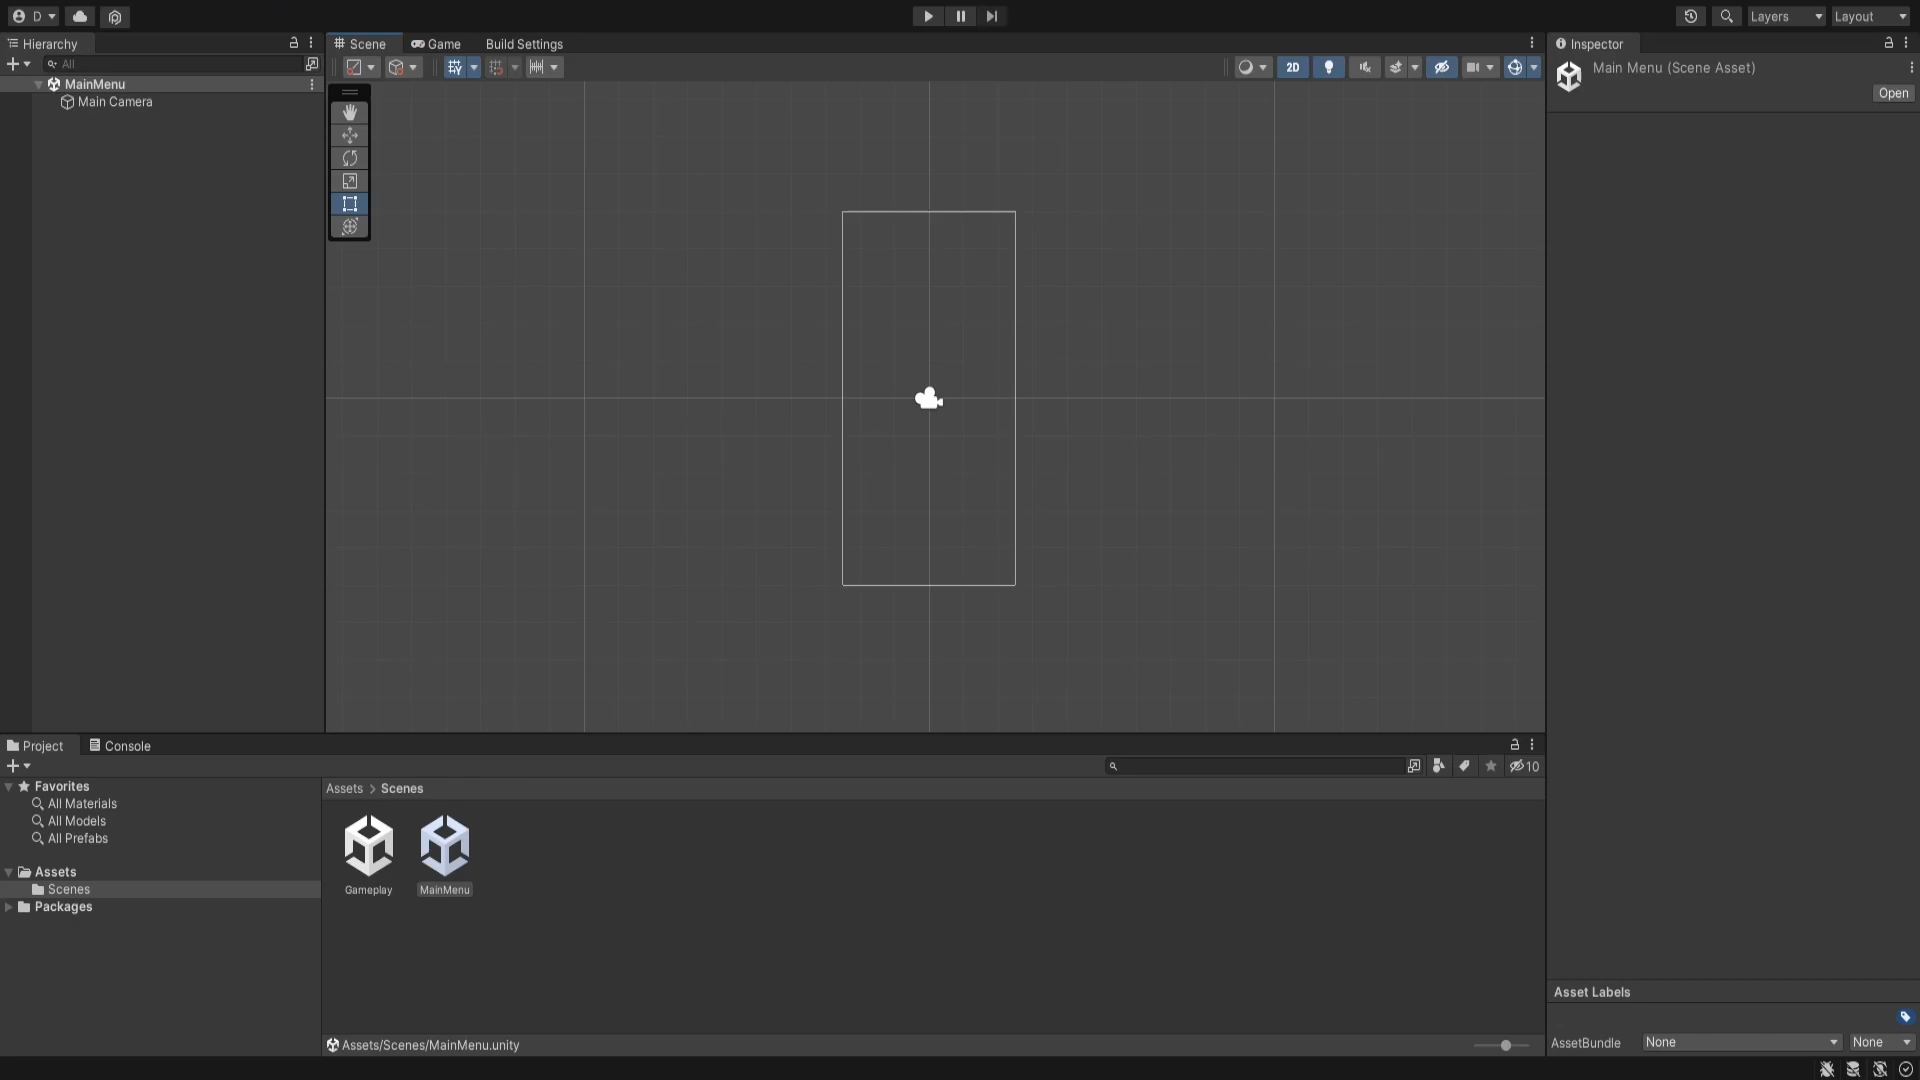 D
Layers
Layout
Hierarchy
All
MainMenu
Main Camera
Scene
Game
Build Settings
2D
Inspector
Main Menu (Scene Asset)
Open
Project
Console
10
Favorites
All Materials
All Models
All Prefabs
Assets
Scenes
Packages
Assets > Scenes
Gameplay
MainMenu
Assets/Scenes/MainMenu.unity
Asset Labels
AssetBundle
None
None